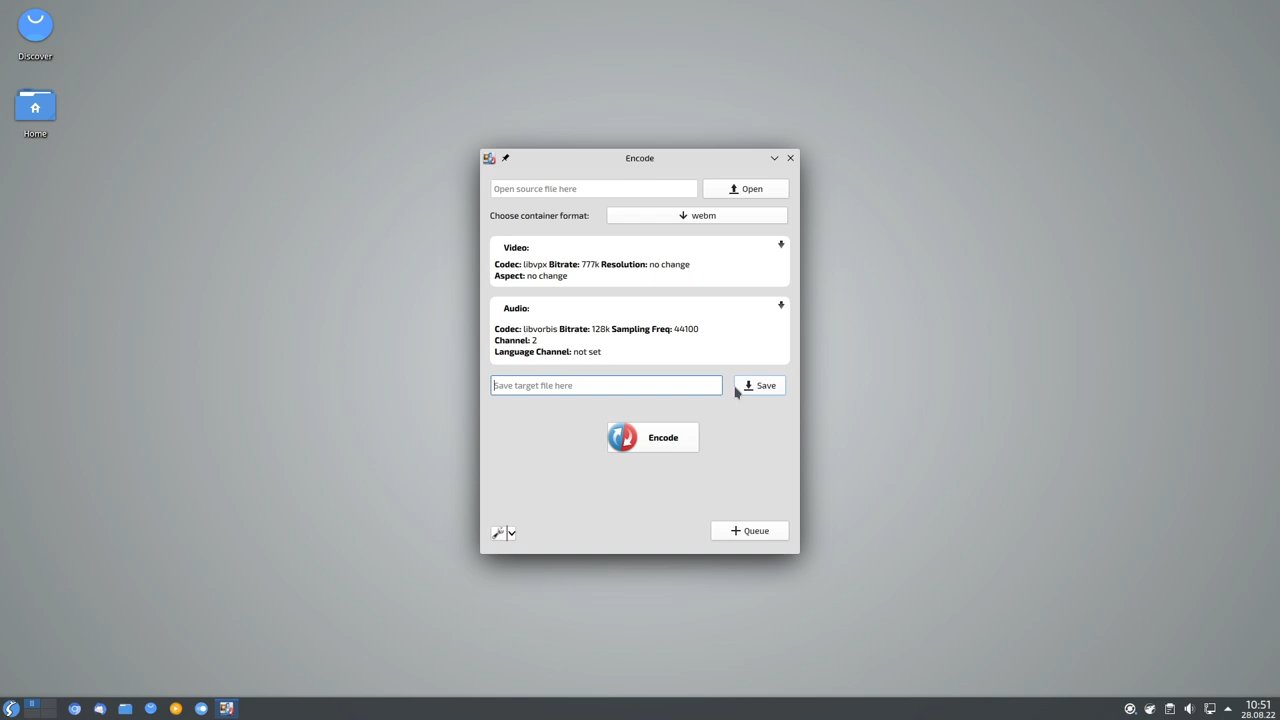 Discover
Home
Encode
Open source file here
Open
Choose container format:
webm
Video:
Codec: libvpx Bitrate: 777k Resolution: no change
Aspect: no change
Audio:
Codec: libvorbis Bitrate: 128k Sampling Freq: 44100
Channel: 2
Language Channel: not set
Save target file here
Save
Encode
Queue
10:51
28.08.22